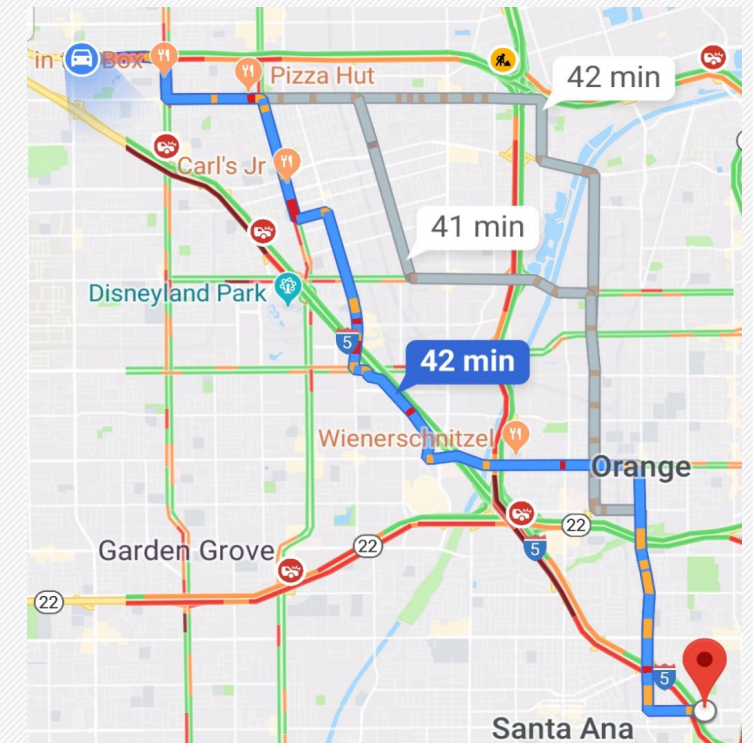 in
Box
Pizza Hut
42 min
Carl's Jr
41 min
Disneyland Park
5
42 min
Wienerschnitzel
Orange
22
5
22
Garden Grove
22
5
Santa Ana